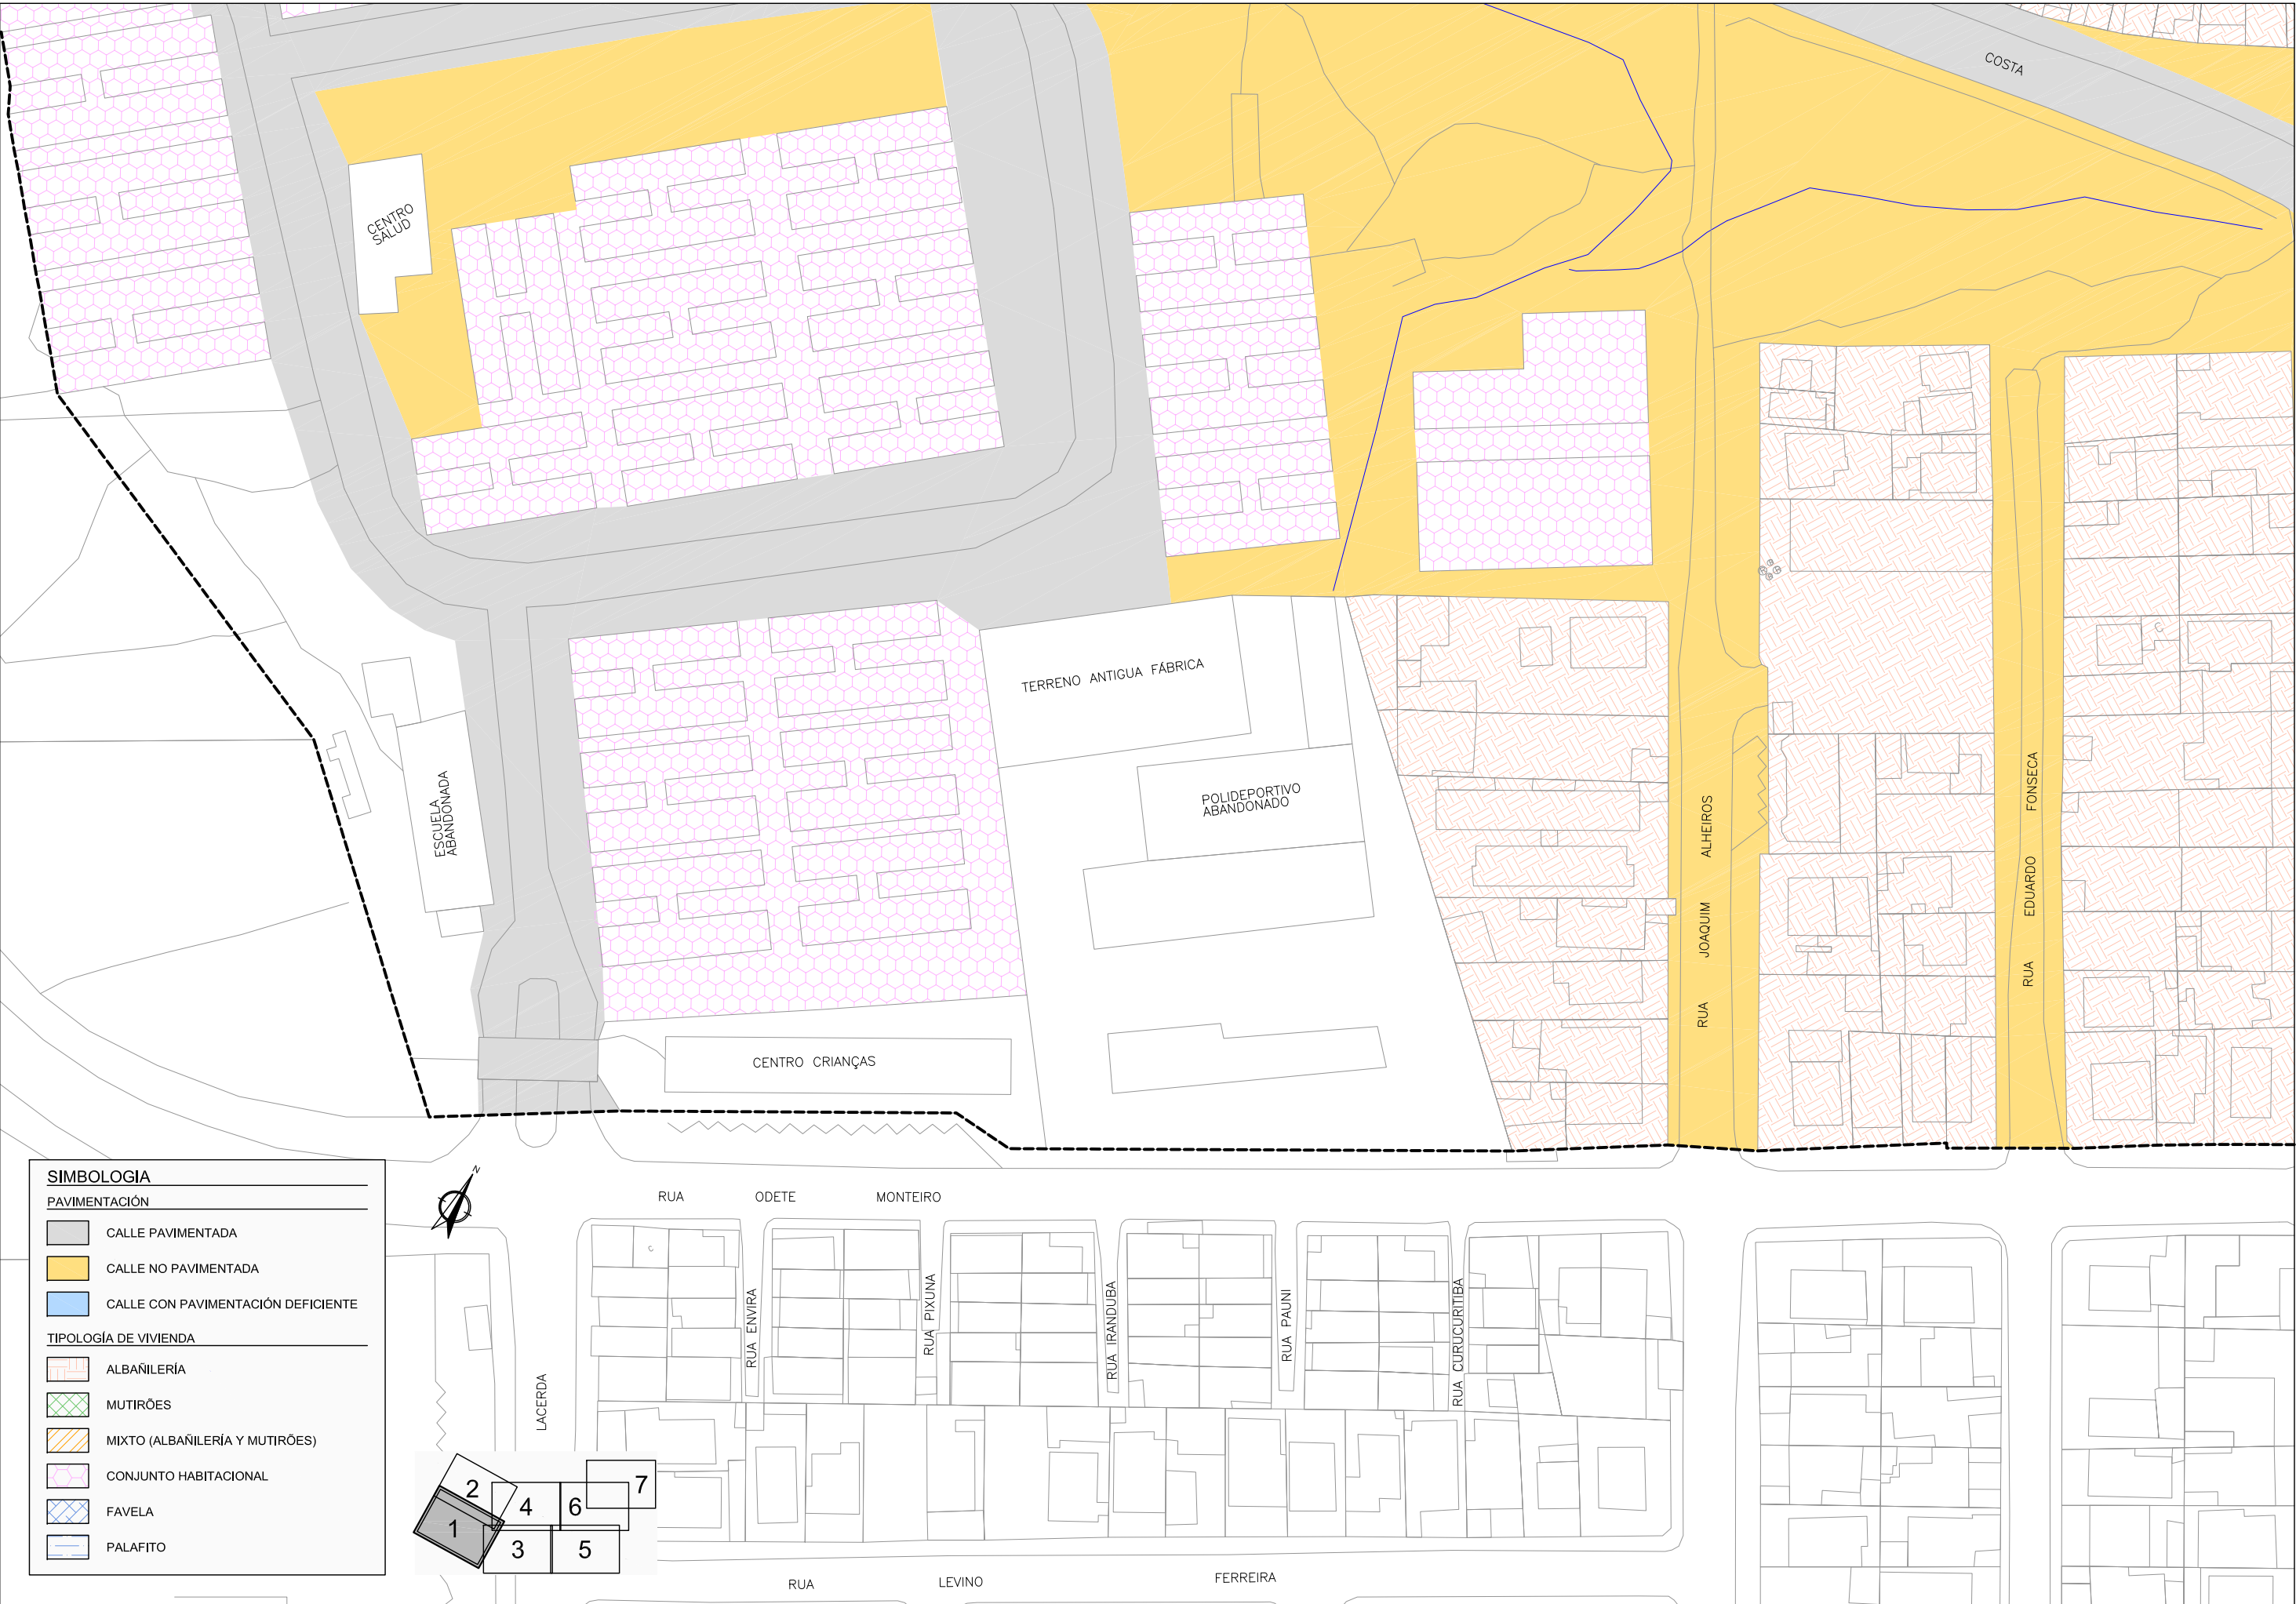 COSTA
CENTRO
SALUD
TERRENO ANTIGUA FÁBRICA
POLIDEPORTIVO
ABANDONADO
ESCUELA
ABANDONADA
RUA JOAQUIM ALHEIROS
RUA EDUARDO FONSECA
CENTRO CRIANÇAS
SIMBOLOGIA
PAVIMENTACIÓN
CALLE PAVIMENTADA
CALLE NO PAVIMENTADA
CALLE CON PAVIMENTACIÓN DEFICIENTE
TIPOLOGÍA DE VIVIENDA
ALBAÑILERÍA
MUTIRÕES
MIXTO (ALBAÑILERÍA Y MUTIRÕES)
CONJUNTO HABITACIONAL
FAVELA
PALAFITO
N
RUA ODETE MONTEIRO
C
C
LACERDA
RUA ENVIRA
RUA PIXUNA
RUA IRANDUBA
RUA PAUNI
RUA CURUCURITIBA
2
4
6
7
1
3
5
RUA LEVINO FERREIRA